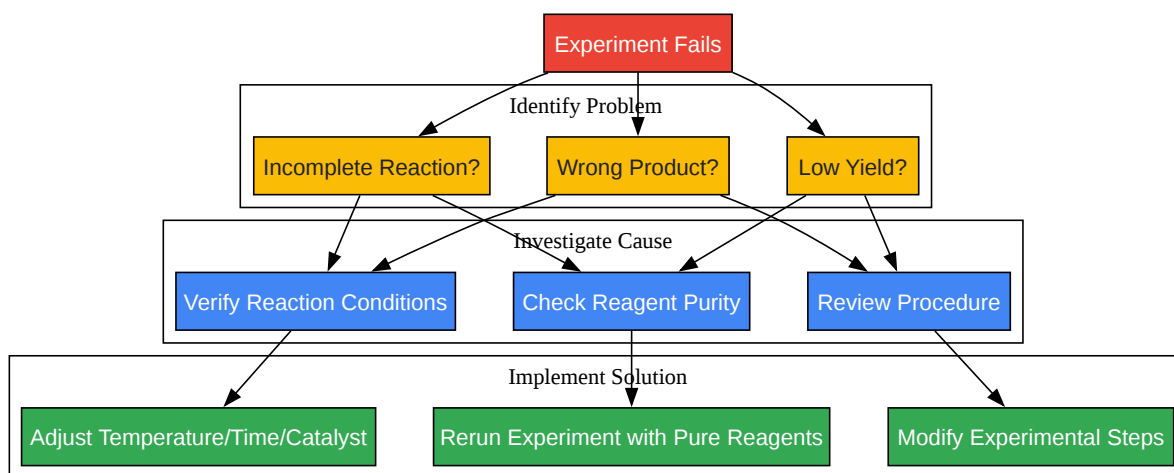 Experiment Fails
Identify Problem
Incomplete Reaction?
Wrong Product?
Low Yield?
Investigate Cause
Verify Reaction Conditions
Check Reagent Purity
Review Procedure
Implement Solution
Adjust Temperature/Time/Catalyst
Rerun Experiment with Pure Reagents
Modify Experimental Steps